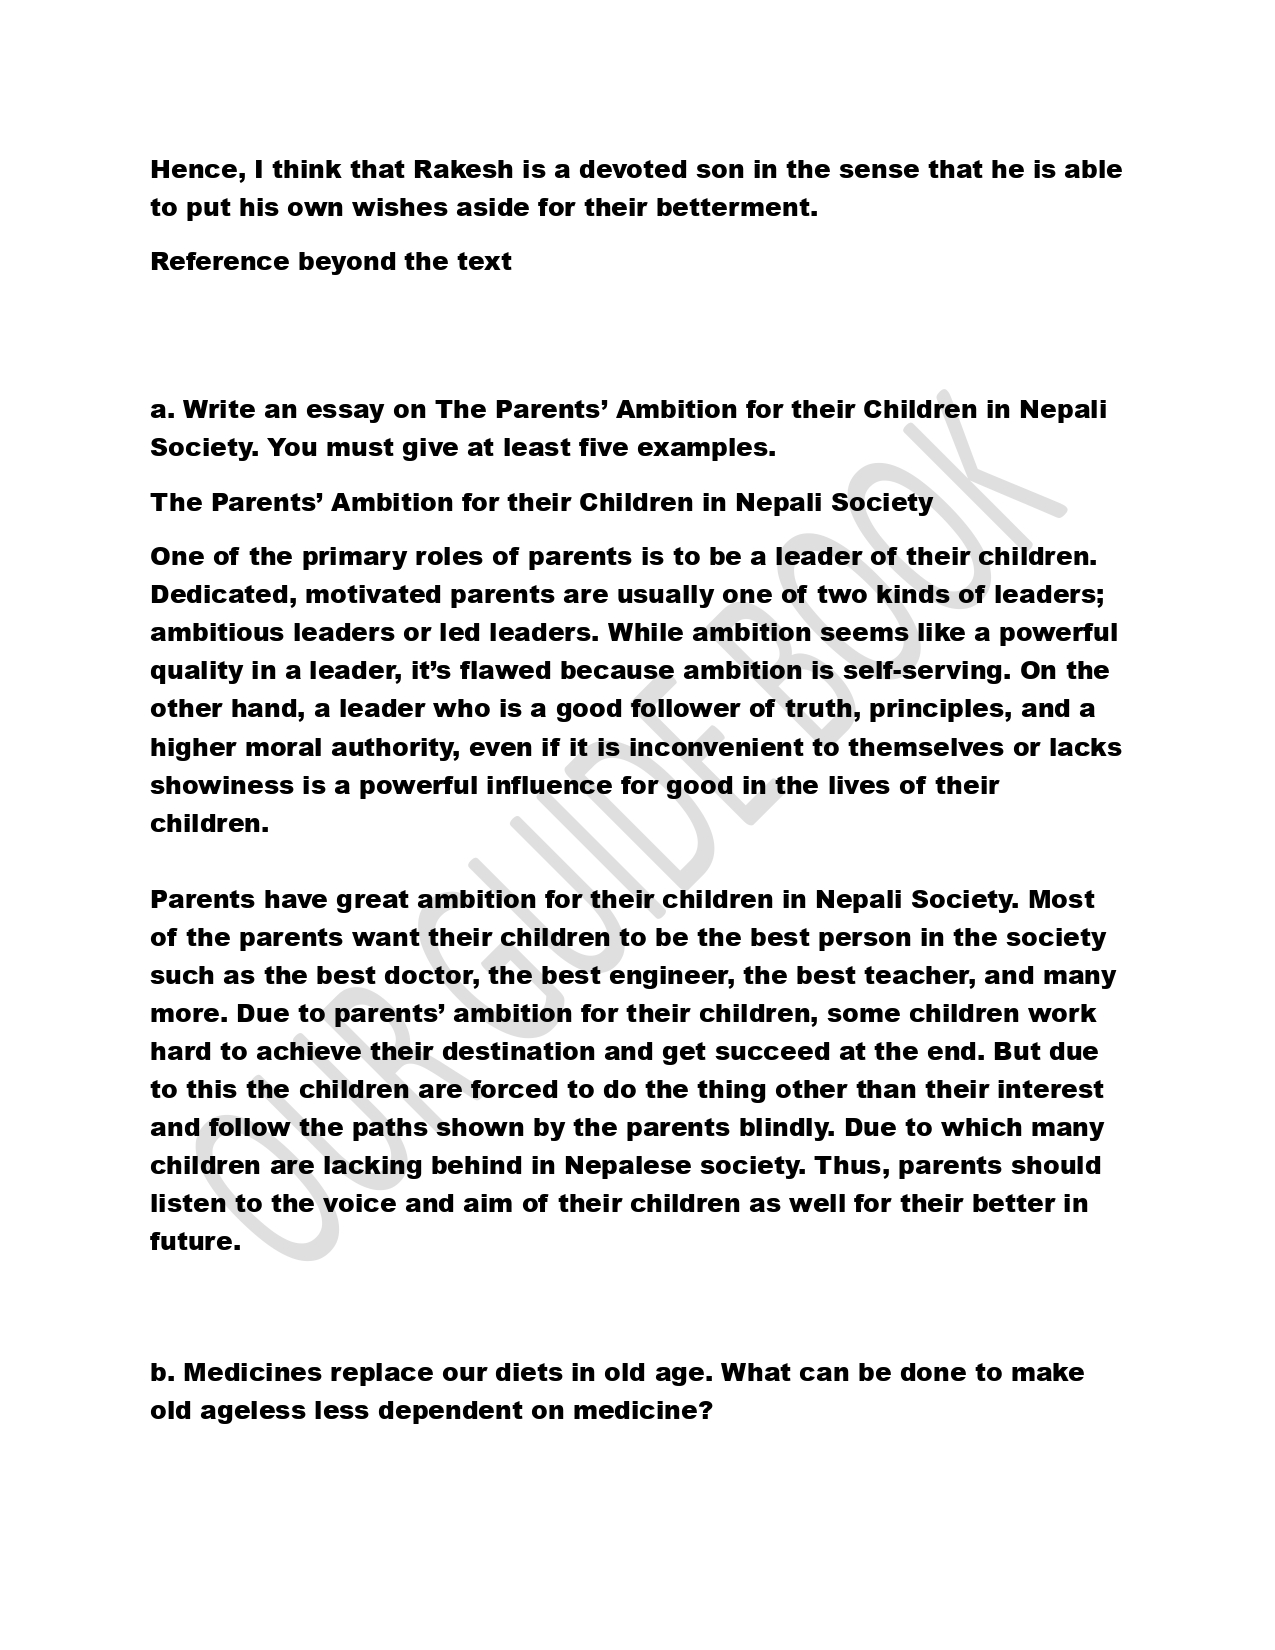 Hence, I think that Rakesh is a devoted son in the sense that he is able
to put his own wishes aside for their betterment.
Reference beyond the text
a. Write an essay on The Parents’ Ambition for their Children in Nepali
Society. You must give at least five examples.
The Parents’ Ambition for their Children in Nepali Society
One of the primary roles of parents is to be a leader of their children.
Dedicated, motivated parents are usually one of two kinds of leaders;
ambitious leaders or led leaders. While ambition seems like a powerful
quality in a leader, it’s flawed because ambition is self-serving. On the
other hand, a leader who is a good follower of truth, principles, and a
higher moral authority, even if it is inconvenient to themselves or lacks
showiness is a powerful influence for good in the lives of their
children.
Parents have great ambition for their children in Nepali Society. Most
of the parents want their children to be the best person in the society
such as the best doctor, the best engineer, the best teacher, and many
more. Due to parents’ ambition for their children, some children work
hard to achieve their destination and get succeed at the end. But due
to this the children are forced to do the thing other than their interest
and follow the paths shown by the parents blindly. Due to which many
children are lacking behind in Nepalese society. Thus, parents should
listen to the voice and aim of their children as well for their better in
future.
b. Medicines replace our diets in old age. What can be done to make
old ageless less dependent on medicine?
OUR GUIDE BOOK